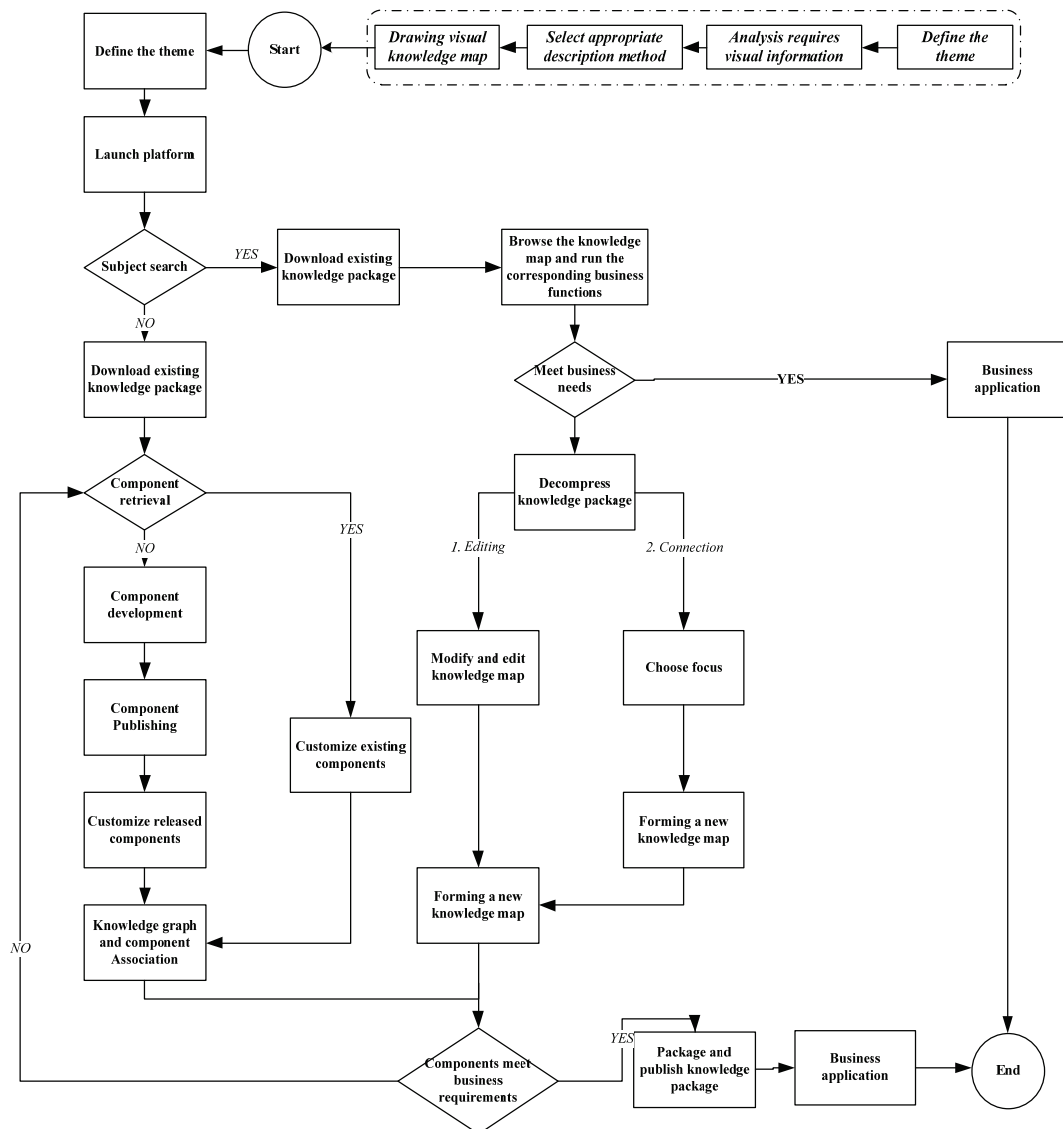 Define the theme
Start
Drawing visual
knowledge map
Select appropriate
description method
Analysis requires
visual information
Define the
theme
Launch platform
Subject search
YES
Download existing
knowledge package
Browse the knowledge
map and run the
corresponding business
functions
NO
Download existing
knowledge package
Meet business
needs
YES
Business
application
Component
retrieval
YES
NO
Decompress
knowledge package
1. Editing
2. Connection
Component
development
Modify and edit
knowledge map
Choose focus
Component
Publishing
Customize existing
components
Customize released
components
Forming a new
knowledge map
Forming a new
knowledge map
Knowledge graph
and component
Association
NO
Components meet
business
requirements
YES
Package and
publish knowledge
package
Business
application
End